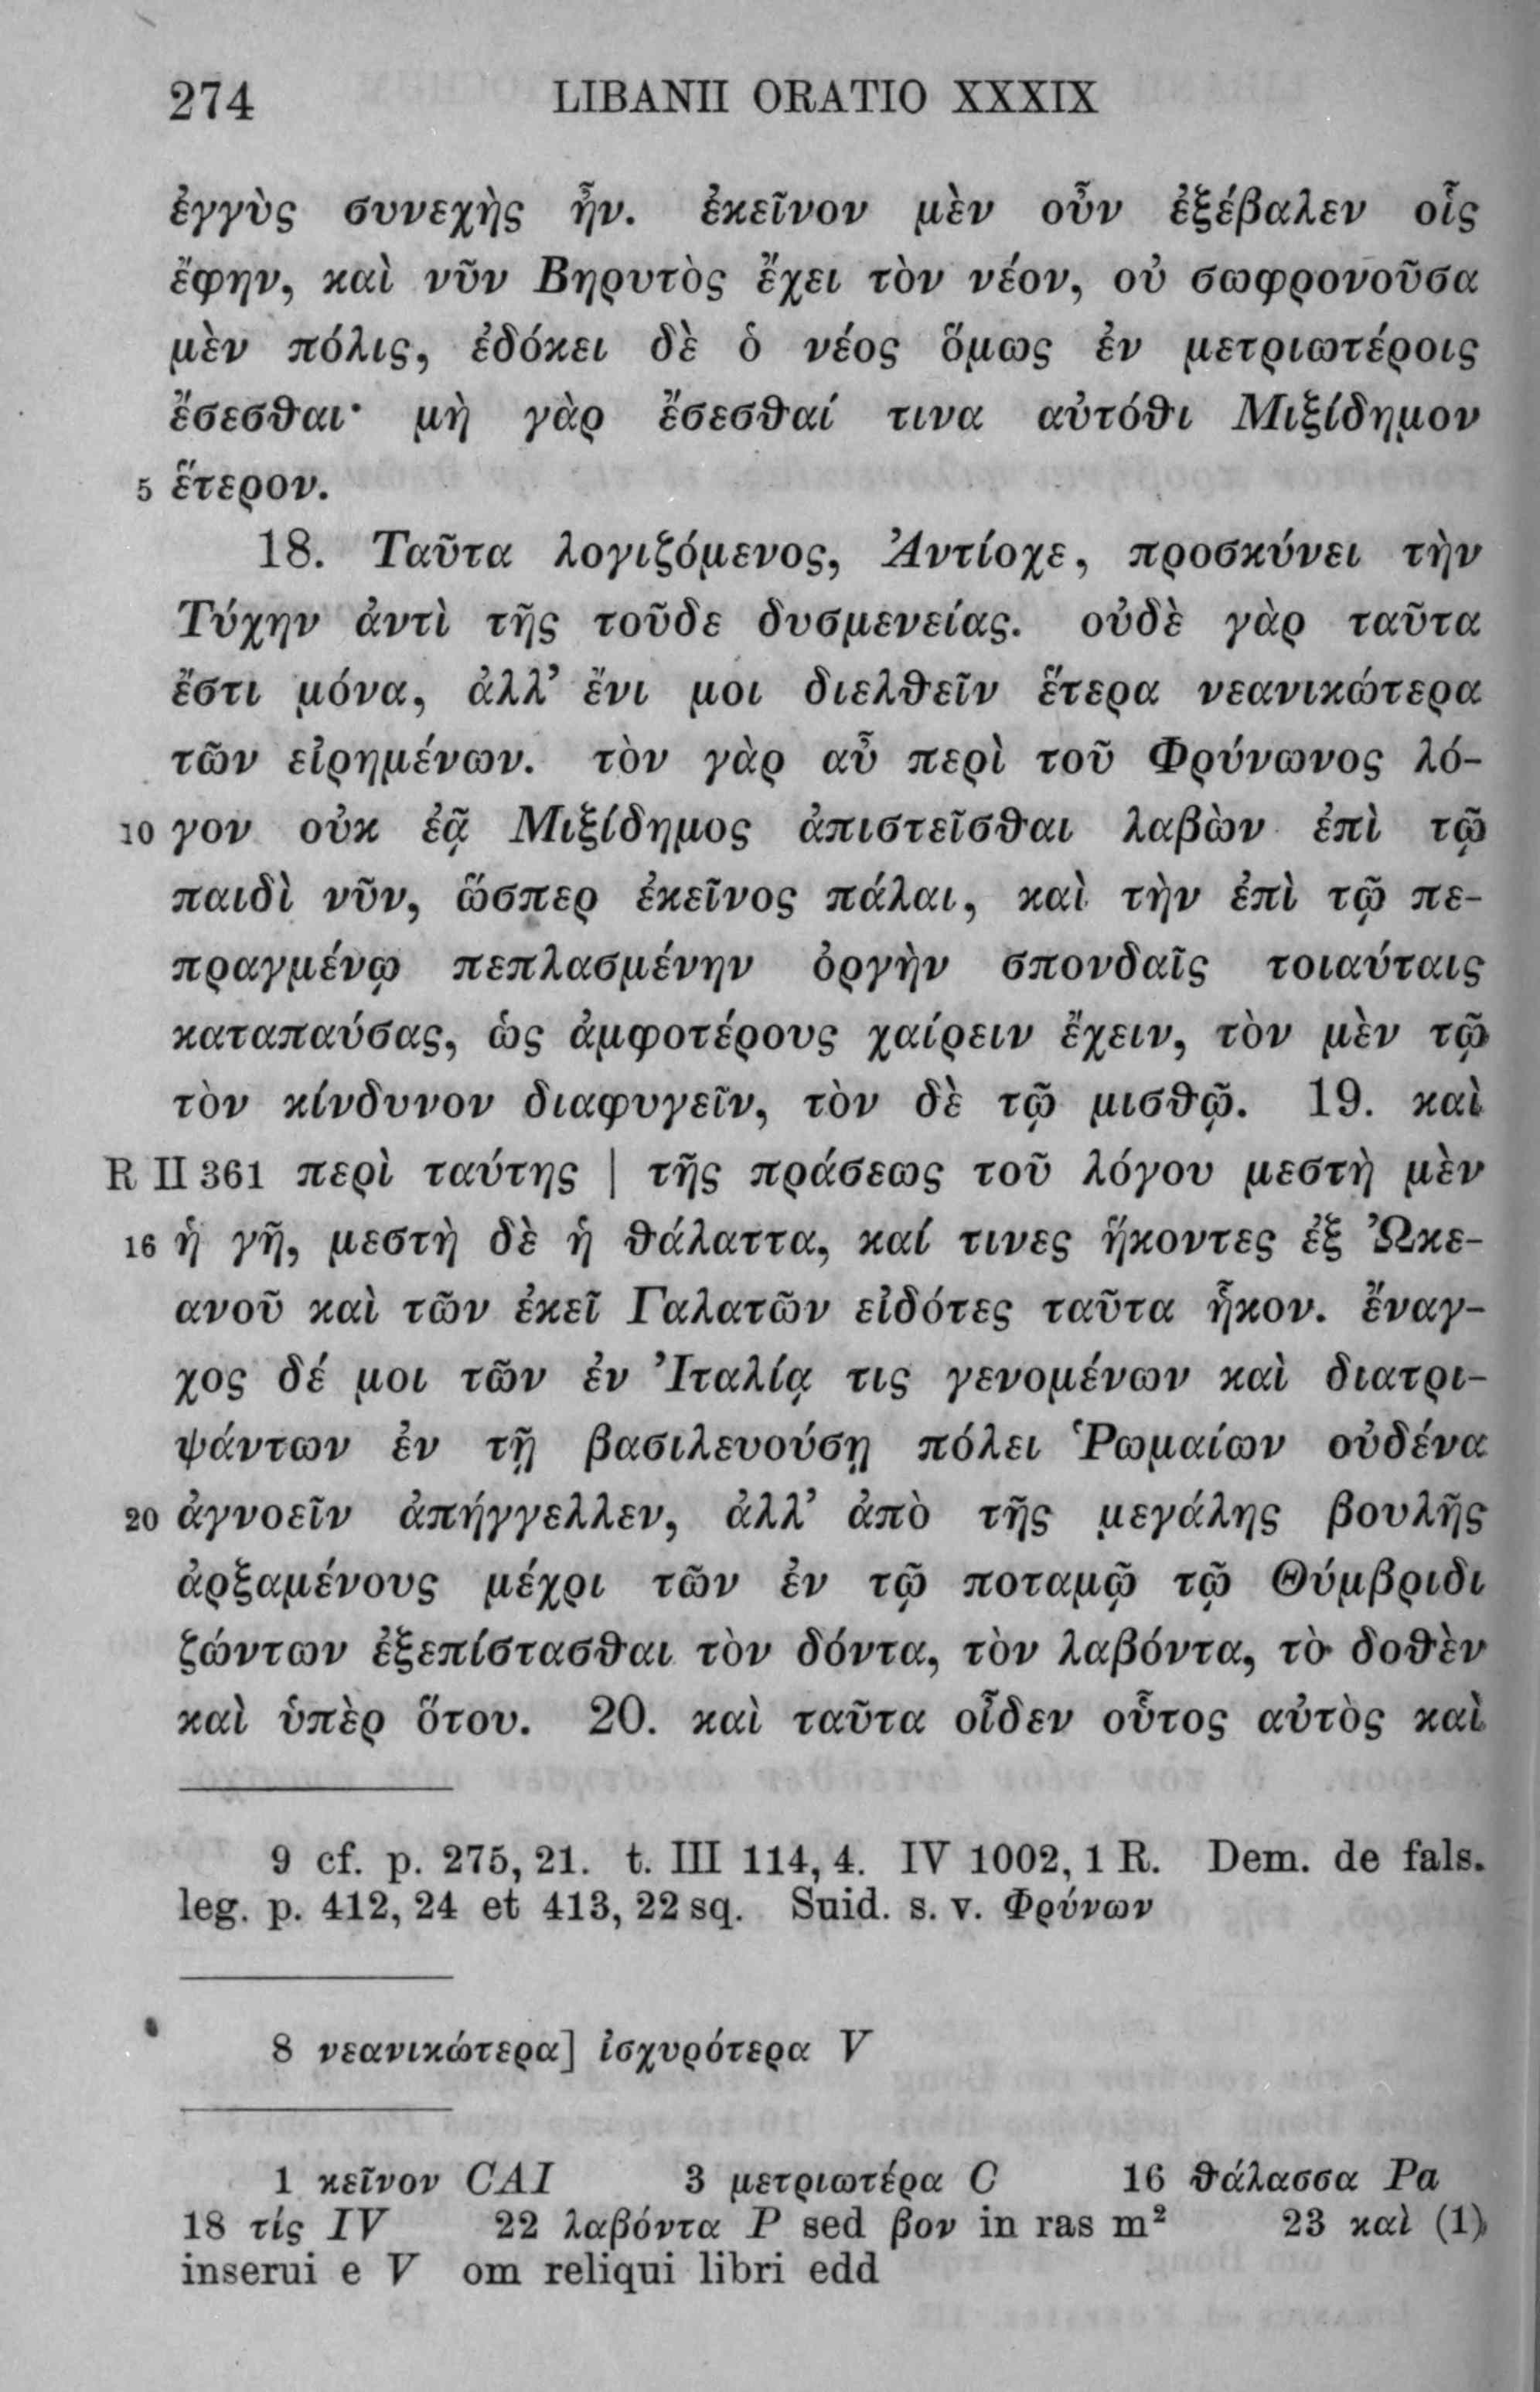 274 LIBANII ORATIO XXXIX
ἐγγὺς συνεχὴς ἦν. ἐκεῖνον μὲν οὖν ἐξέβαλεν οἷς
ἔφην, καὶ νῦν Βηρυτὸς ἔχει τὸν νέον, οὐ σωφρονοῦσα
μὲν πόλις, ἐδόκει δὲ ὁ νέος ὅμως ἐν μετριωτέροις
ἔσεσθαι· μὴ γὰρ ἔσεσθαί τινα αὐτόθι Μιξίδημον
5 ἕτερον.
18. Ταῦτα λογιζόμενος, Ἀντίοχε, προσκύνει τὴν
Τύχην ἀντὶ τῆς τοῦδε δυσμενείας. οὐδὲ γὰρ ταῦτα
ἔστι μόνα, ἀλλ’ ἔνι μοι διελθεῖν ἕτερα νεανικώτερα
τῶν εἰρημένων. τὸν γὰρ αὖ περὶ τοῦ Φρύνωνος λό-
10 γον οὐκ ἐᾷ Μιξίδημος ἀπιστεῖσθαι λαβὼν ἐπὶ τῷ
παιδὶ νῦν, ὥσπερ ἐκεῖνος πάλαι, καὶ τὴν ἐπὶ τῷ πε-
πραγμένῳ πεπλασμένην ὀργὴν σπονδαῖς τοιαύταις
καταπαύσας, ὡς ἀμφοτέρους χαίρειν ἔχειν, τὸν μὲν τῷ
τὸν κίνδυνον διαφυγεῖν, τὸν δὲ τῷ μισθῷ. 19. καὶ
R II 361 περὶ ταύτης | τῆς πράσεως τοῦ λόγου μεστὴ μὲν
16 ἡ γῆ, μεστὴ δὲ ἡ θάλαττα, καί τινες ἥκοντες ἐξ Ὠκε-
ανοῦ καὶ τῶν ἐκεῖ Γαλατῶν εἰδότες ταῦτα ἧκον. ἔναγ-
χος δέ μοι τῶν ἐν Ἰταλίᾳ τις γενομένων καὶ διατρι-
ψάντων ἐν τῇ βασιλευούσῃ πόλει Ῥωμαίων οὐδένα
20 ἀγνοεῖν ἀπήγγελλεν, ἀλλ’ ἀπὸ τῆς μεγάλης βουλῆς
ἀρξαμένους μέχρι τῶν ἐν τῷ ποταμῷ τῷ Θύμβριδι
ζώντων ἐξεπίστασθαι τὸν δόντα, τὸν λαβόντα, τὸ δοθὲν
καὶ ὑπὲρ ὅτου. 20. καὶ ταῦτα οἶδεν οὗτος αὐτὸς καὶ
9 cf. p. 275, 21. t. III 114, 4. IV 1002, 1 R. Dem. de fals.
leg. p. 412, 24 et 413, 22 sq. Suid. s. v. Φρύνων
8 νεανικώτερα] ἰσχυρότερα V
1 κεῖνον CAI 3 μετριωτέρα C 16 θάλασσα Pa
18 τίς IV 22 λαβόντα P sed βον in ras m² 23 καὶ (1)
inserui e V om reliqui libri edd